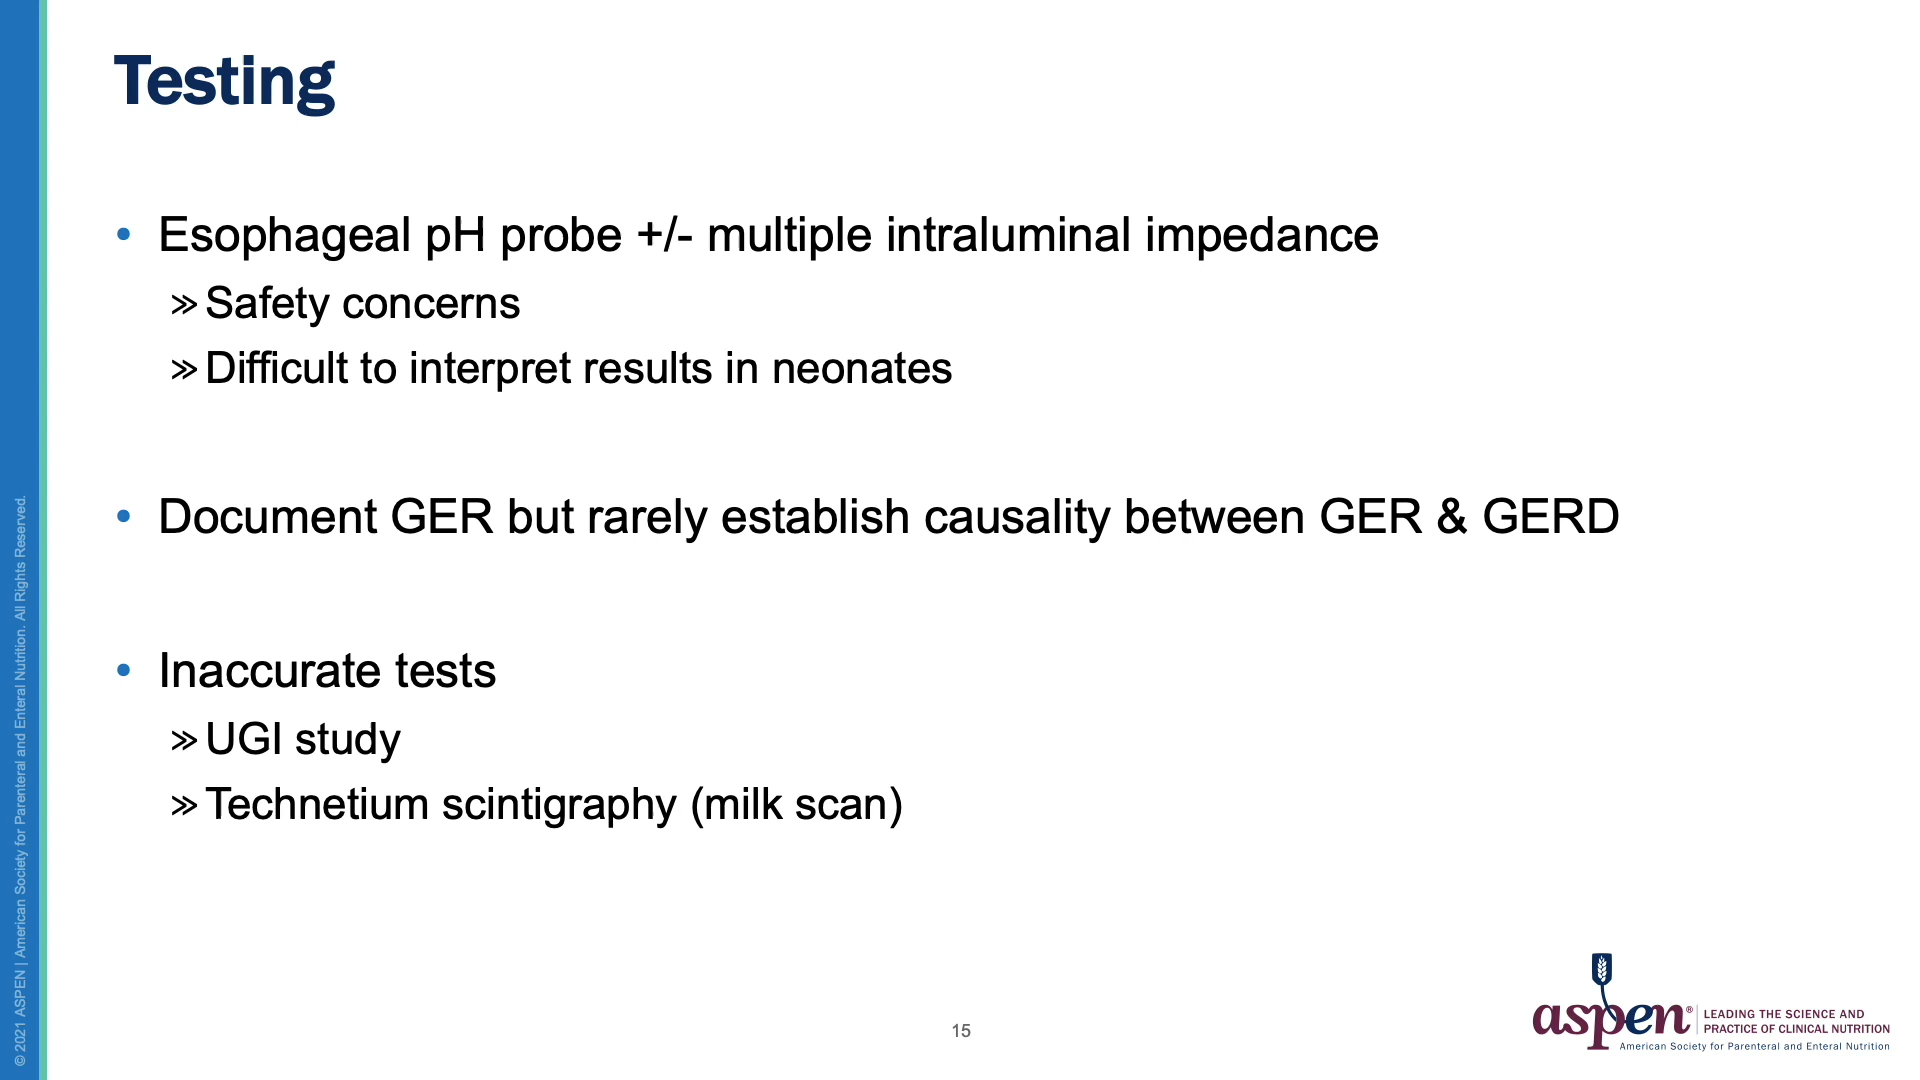 Testing
• Esophageal pH probe +/- multiple intraluminal impedance
» Safety concerns
» Difficult to interpret results in neonates
• Document GER but rarely establish causality between GER & GERD
• Inaccurate tests
» UGI study
» Technetium scintigraphy (milk scan)
© 2021 ASPEN | American Society for Parenteral and Enteral Nutrition. All Rights Reserved.
15
aspen®
LEADING THE SCIENCE AND
PRACTICE OF CLINICAL NUTRITION
American Society for Parenteral and Enteral Nutrition